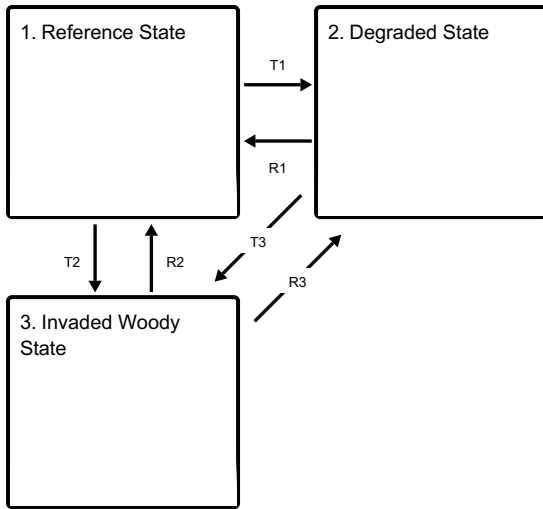 1. Reference State
2. Degraded State
T1
R1
T2
R2
T3
R3
3. Invaded Woody
State